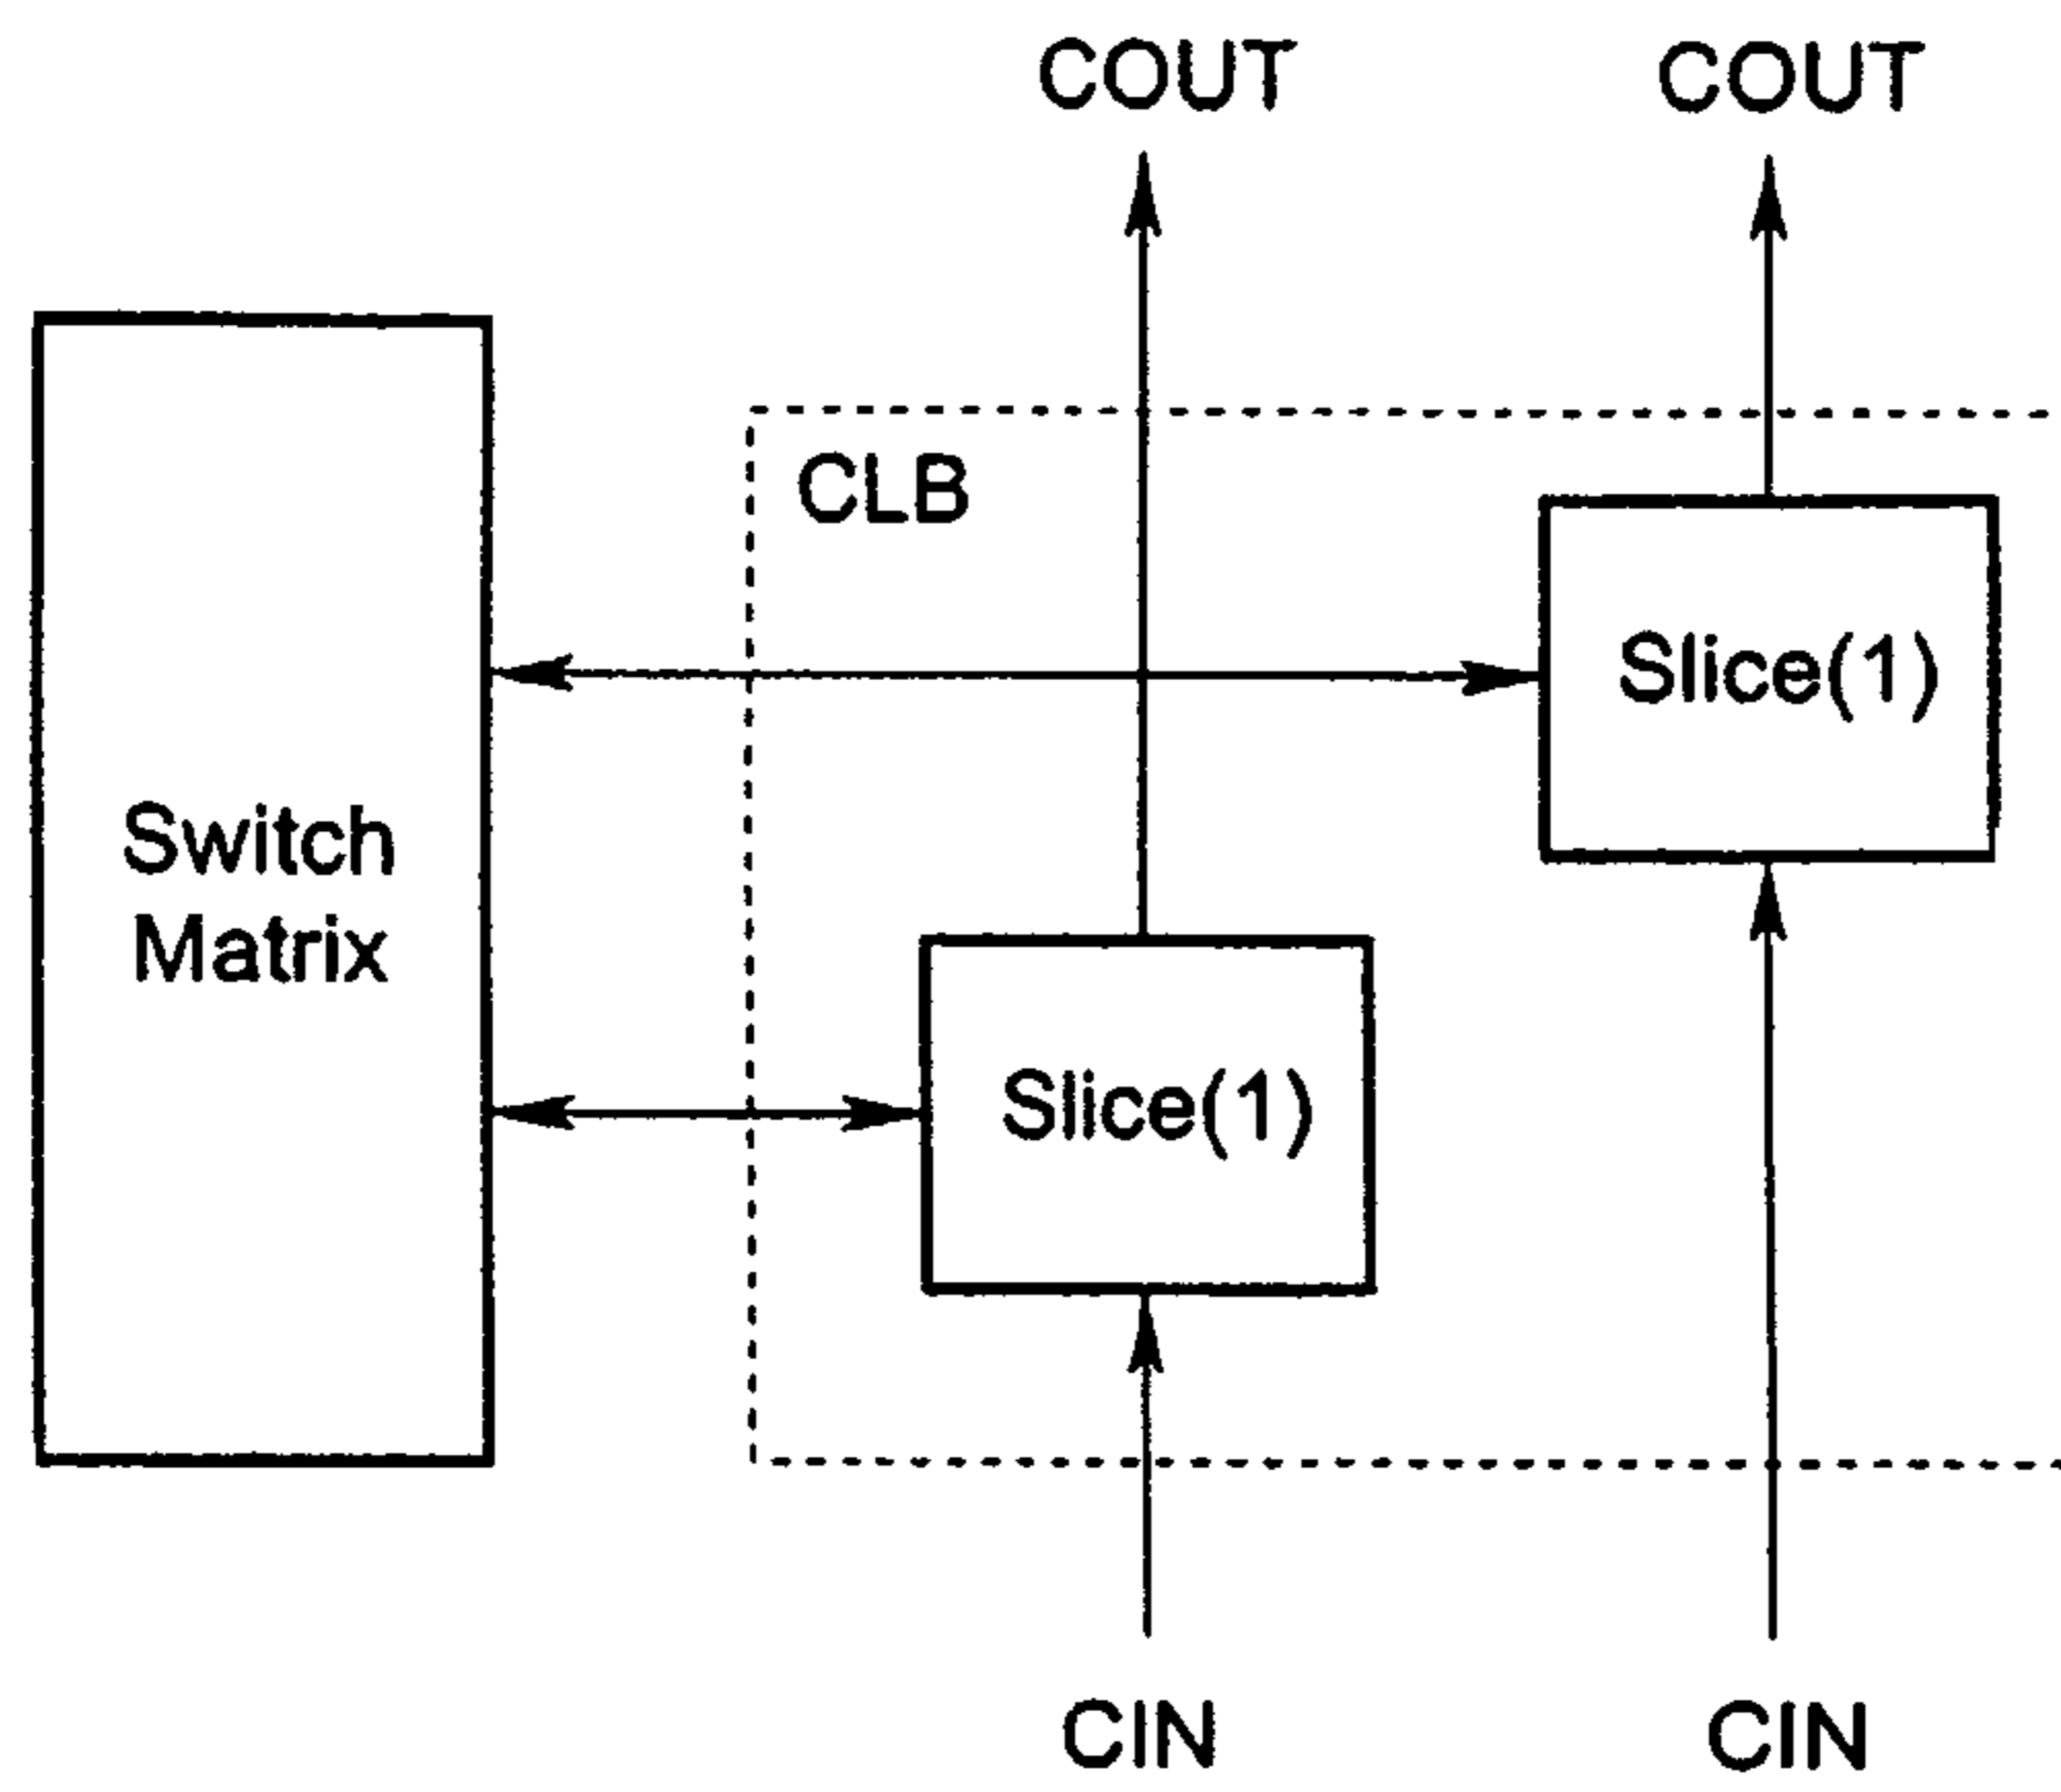 COUT COUT
CLB
Slice(1)
Switch
Matrix
Slice(1)
CIN CIN